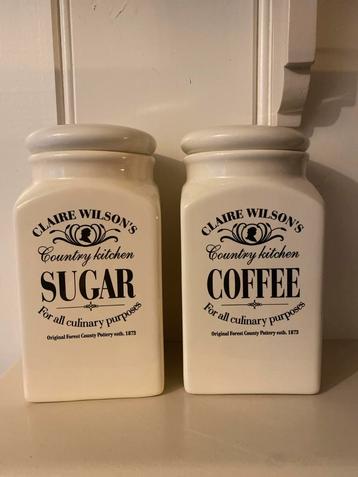 CLAIRE WILSON'S
Country kitchen
SUGAR
For all culinary purposes
Original Forest County Pottery estb. 1873
CLAIRE WILSON'S
Country kitchen
COFFEE
For all culinary purposes
Original Forest County Pottery estb. 1873